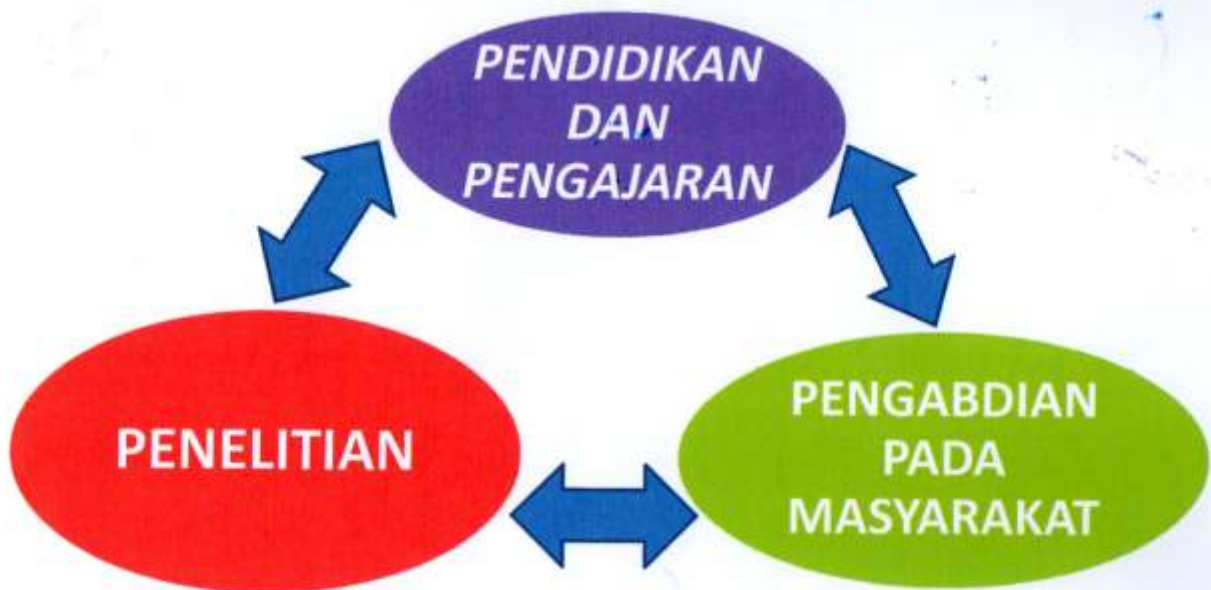 PENDIDIKAN
DAN
PENGAJARAN
PENELITIAN
PENGABDIAN
PADA
MASYARAKAT